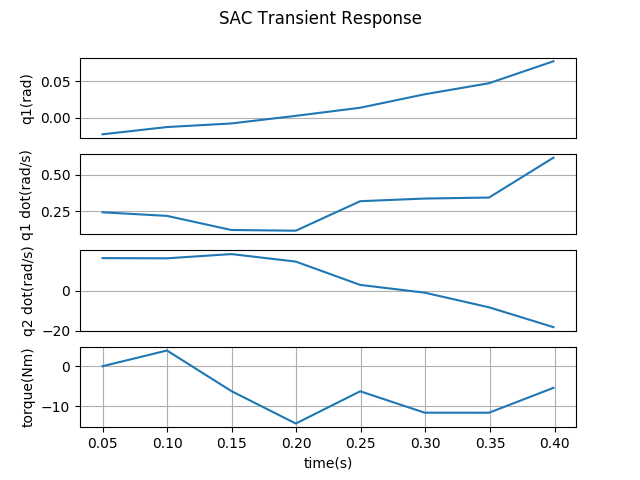 SAC Transient Response
q1(rad)
0.05
0.00
q1 dot(rad/s)
0.50
0.25
q2 dot(rad/s)
0
−20
torque(Nm)
0
−10
0.05 0.10 0.15 0.20 0.25 0.30 0.35 0.40
time(s)